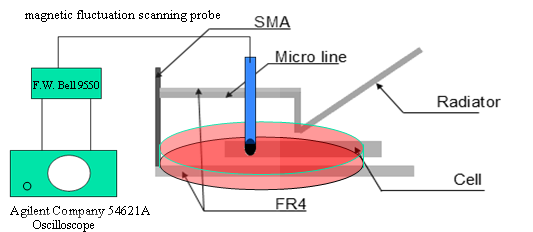 magnetic fluctuation scanning probe
SMA
Micro line
F.W. Bell9550
Radiator
Cell
FR4
Agilent Company 54621A
Oscilloscope